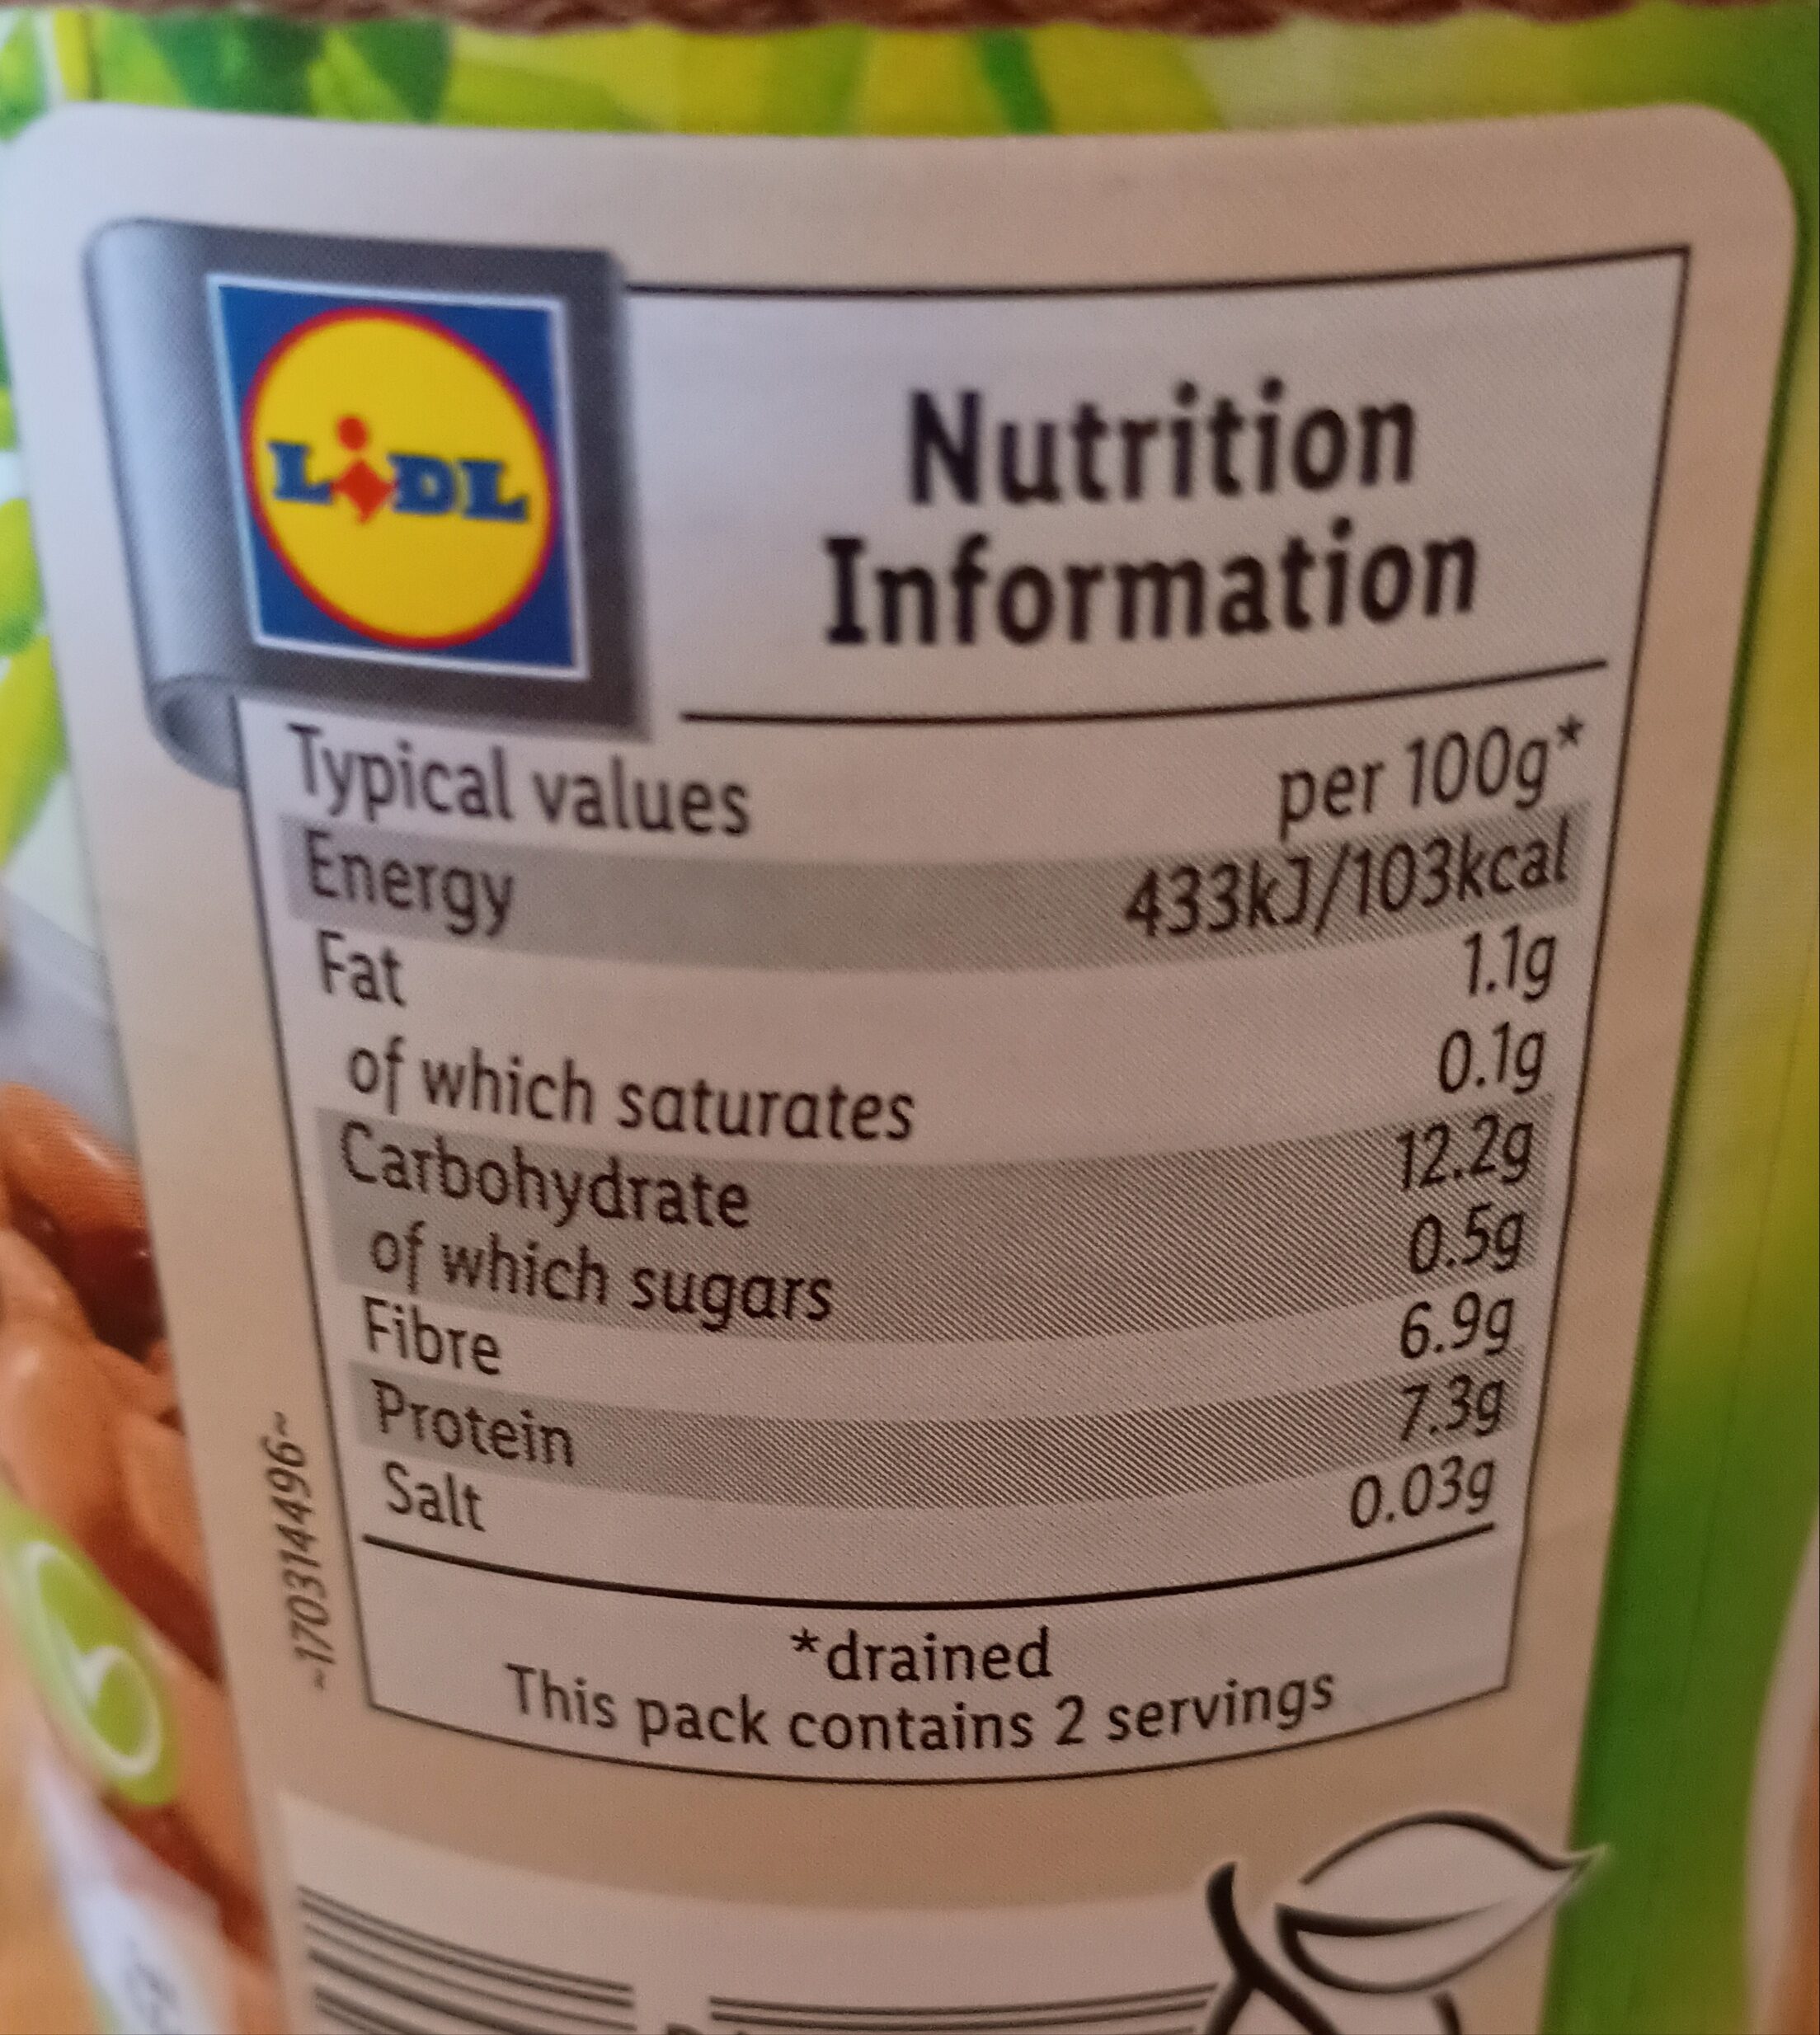 LIDL
Nutrition
Information
Typical values per 100g*
Energy 433kJ/103kcal
Fat 1.1g
of which saturates 0.1g
Carbohydrate 12.2g
of which sugars 0.5g
Fibre 6.9g
Protein 7.3g
Salt 0.03g
*drained
This pack contains 2 servings
~170314496~